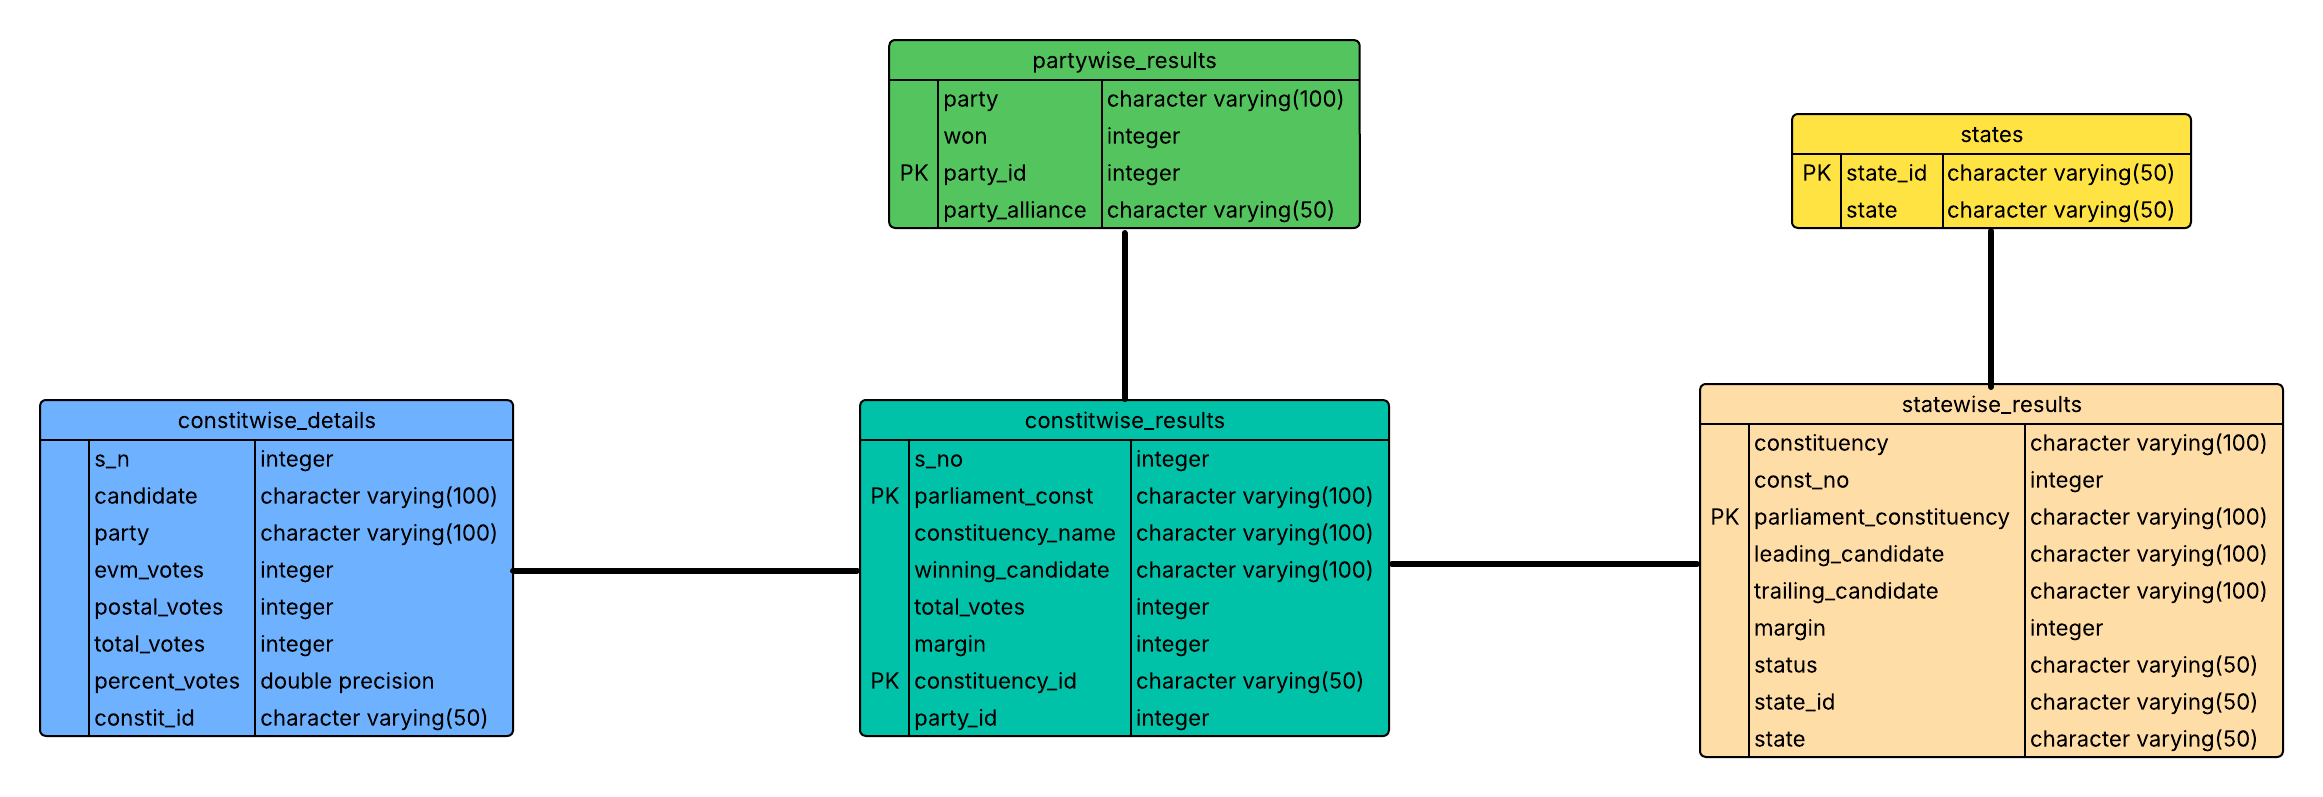 partywise_results
party character varying(100)
won integer
PK party_id integer
party_alliance character varying(50)
states
PK state_id character varying(50)
state character varying(50)
constitwise_details
s_n integer
candidate character varying(100)
party character varying(100)
evm_votes integer
postal_votes integer
total_votes integer
percent_votes double precision
constit_id character varying(50)
constitwise_results
s_no integer
PK parliament_const character varying(100)
constituency_name character varying(100)
winning_candidate character varying(100)
total_votes integer
margin integer
PK constituency_id character varying(50)
party_id integer
statewise_results
constituency character varying(100)
const_no integer
PK parliament_constituency character varying(100)
leading_candidate character varying(100)
trailing_candidate character varying(100)
margin integer
status character varying(50)
state_id character varying(50)
state character varying(50)